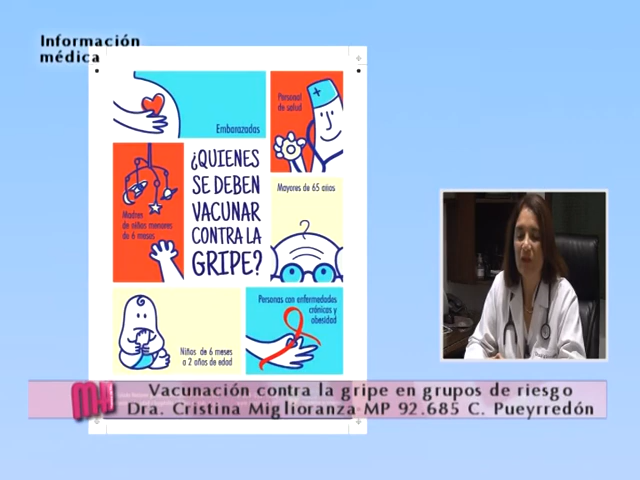 Información
médica
Embarazadas
Personal
de salud
¿QUIENES
SE DEBEN
VACUNAR
CONTRA LA
GRIPE?
Madres
de niños menores
de 6 meses
Mayores de 65 años
Niños de 6 meses
a 2 años de edad
Personas con enfermedades
crónicas y
obesidad
MH
Vacunación contra la gripe en grupos de riesgo
Dra. Cristina Miglioranza MP 92.685 C. Pueyrredón